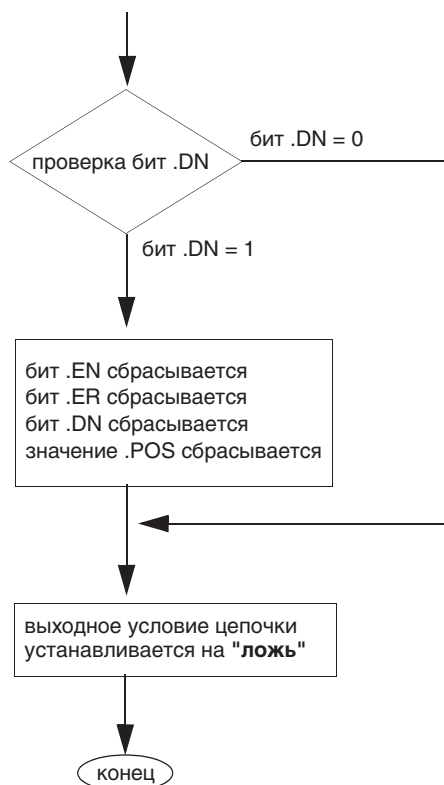 бит .DN = 0
проверка бит .DN
бит .DN = 1
бит .EN сбрасывается
бит .ER сбрасывается
бит .DN сбрасывается
значение .POS сбрасывается
выходное условие цепочки
устанавливается на "ложь"
конец